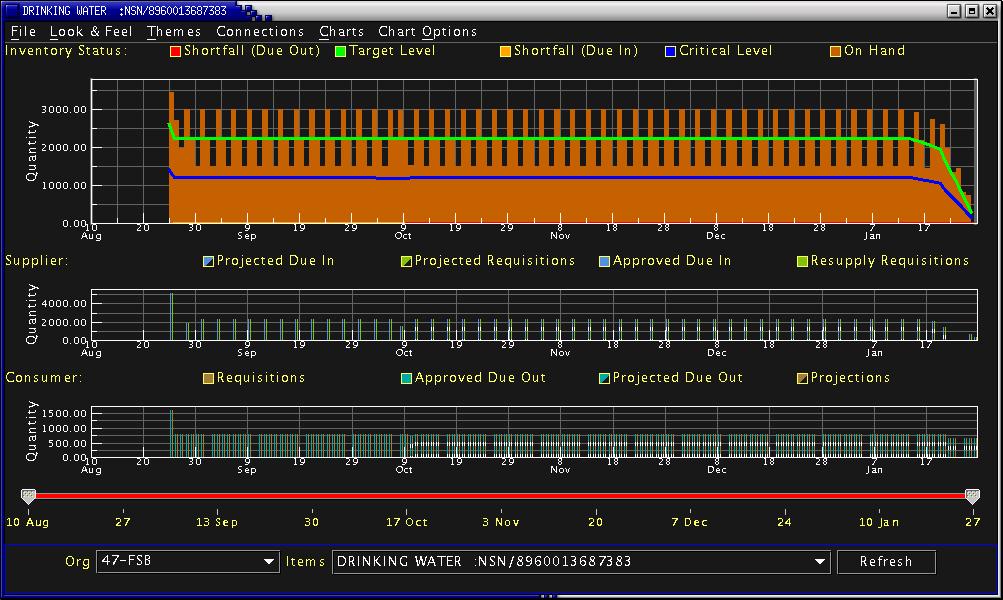 DRINKING WATER :NSN/8960013687383
File Look & Feel Themes Connections Charts Chart Options
Inventory Status: Shortfall (Due Out) Target Level Shortfall (Due In) Critical Level On Hand
Quantity
3000.00
2000.00
1000.00
0.00
10 20 30 9 19 29 9 19 29 8 18 28 8 18 28 7 17
Aug Sep Oct Nov Dec Jan
Supplier: Projected Due In Projected Requisitions Approved Due In Resupply Requisitions
Quantity
4000.00
2000.00
0.00
10 20 30 9 19 29 9 19 29 8 18 28 8 18 28 7 17
Aug Sep Oct Nov Dec Jan
Consumer: Requisitions Approved Due Out Projected Due Out Projections
Quantity
1500.00
1000.00
500.00
0.00
10 20 30 9 19 29 9 19 29 8 18 28 8 18 28 7 17
Aug Sep Oct Nov Dec Jan
10 Aug 27 13 Sep 30 17 Oct 3 Nov 20 7 Dec 24 10 Jan 27
Org 47-FSB Items DRINKING WATER :NSN/8960013687383 Refresh